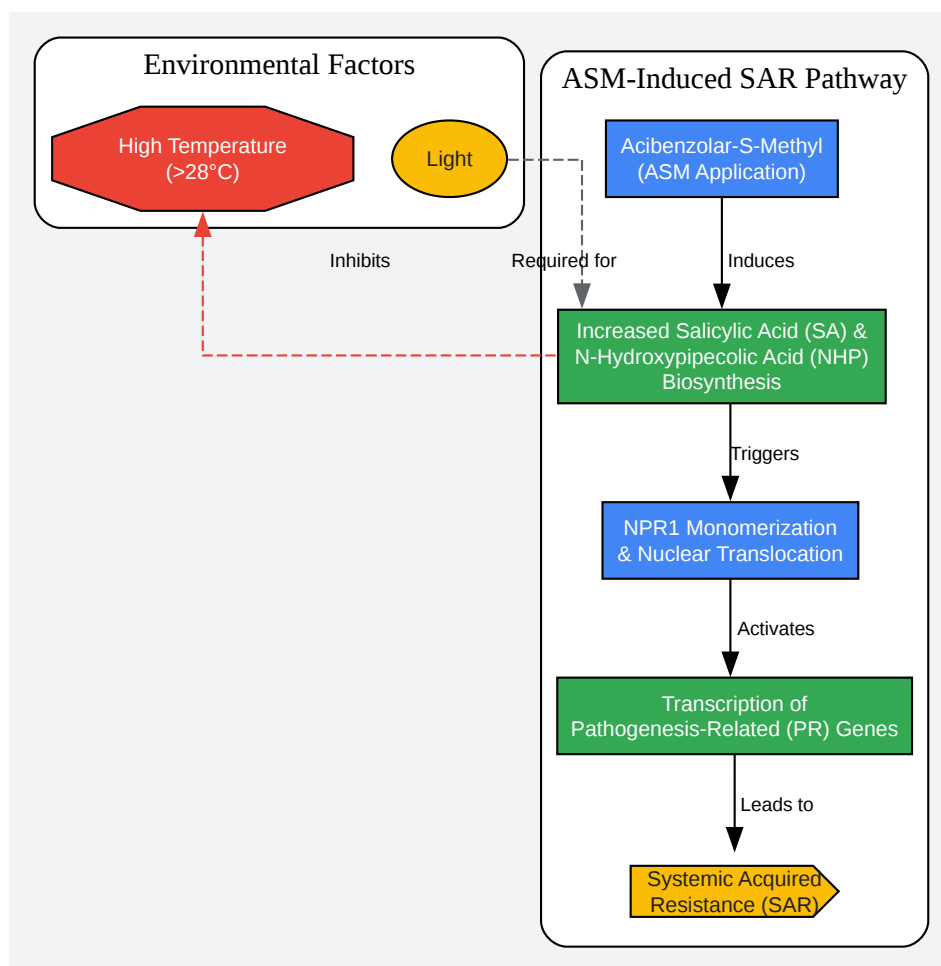 Environmental Factors
High Temperature
(>28°C)
Light
ASM-Induced SAR Pathway
Acibenzolar-S-Methyl
(ASM Application)
Inhibits
Required for
Induces
Increased Salicylic Acid (SA) &
N-Hydroxypipecolic Acid (NHP)
Biosynthesis
Triggers
NPR1 Monomerization
& Nuclear Translocation
Activates
Transcription of
Pathogenesis-Related (PR) Genes
Leads to
Systemic Acquired
Resistance (SAR)